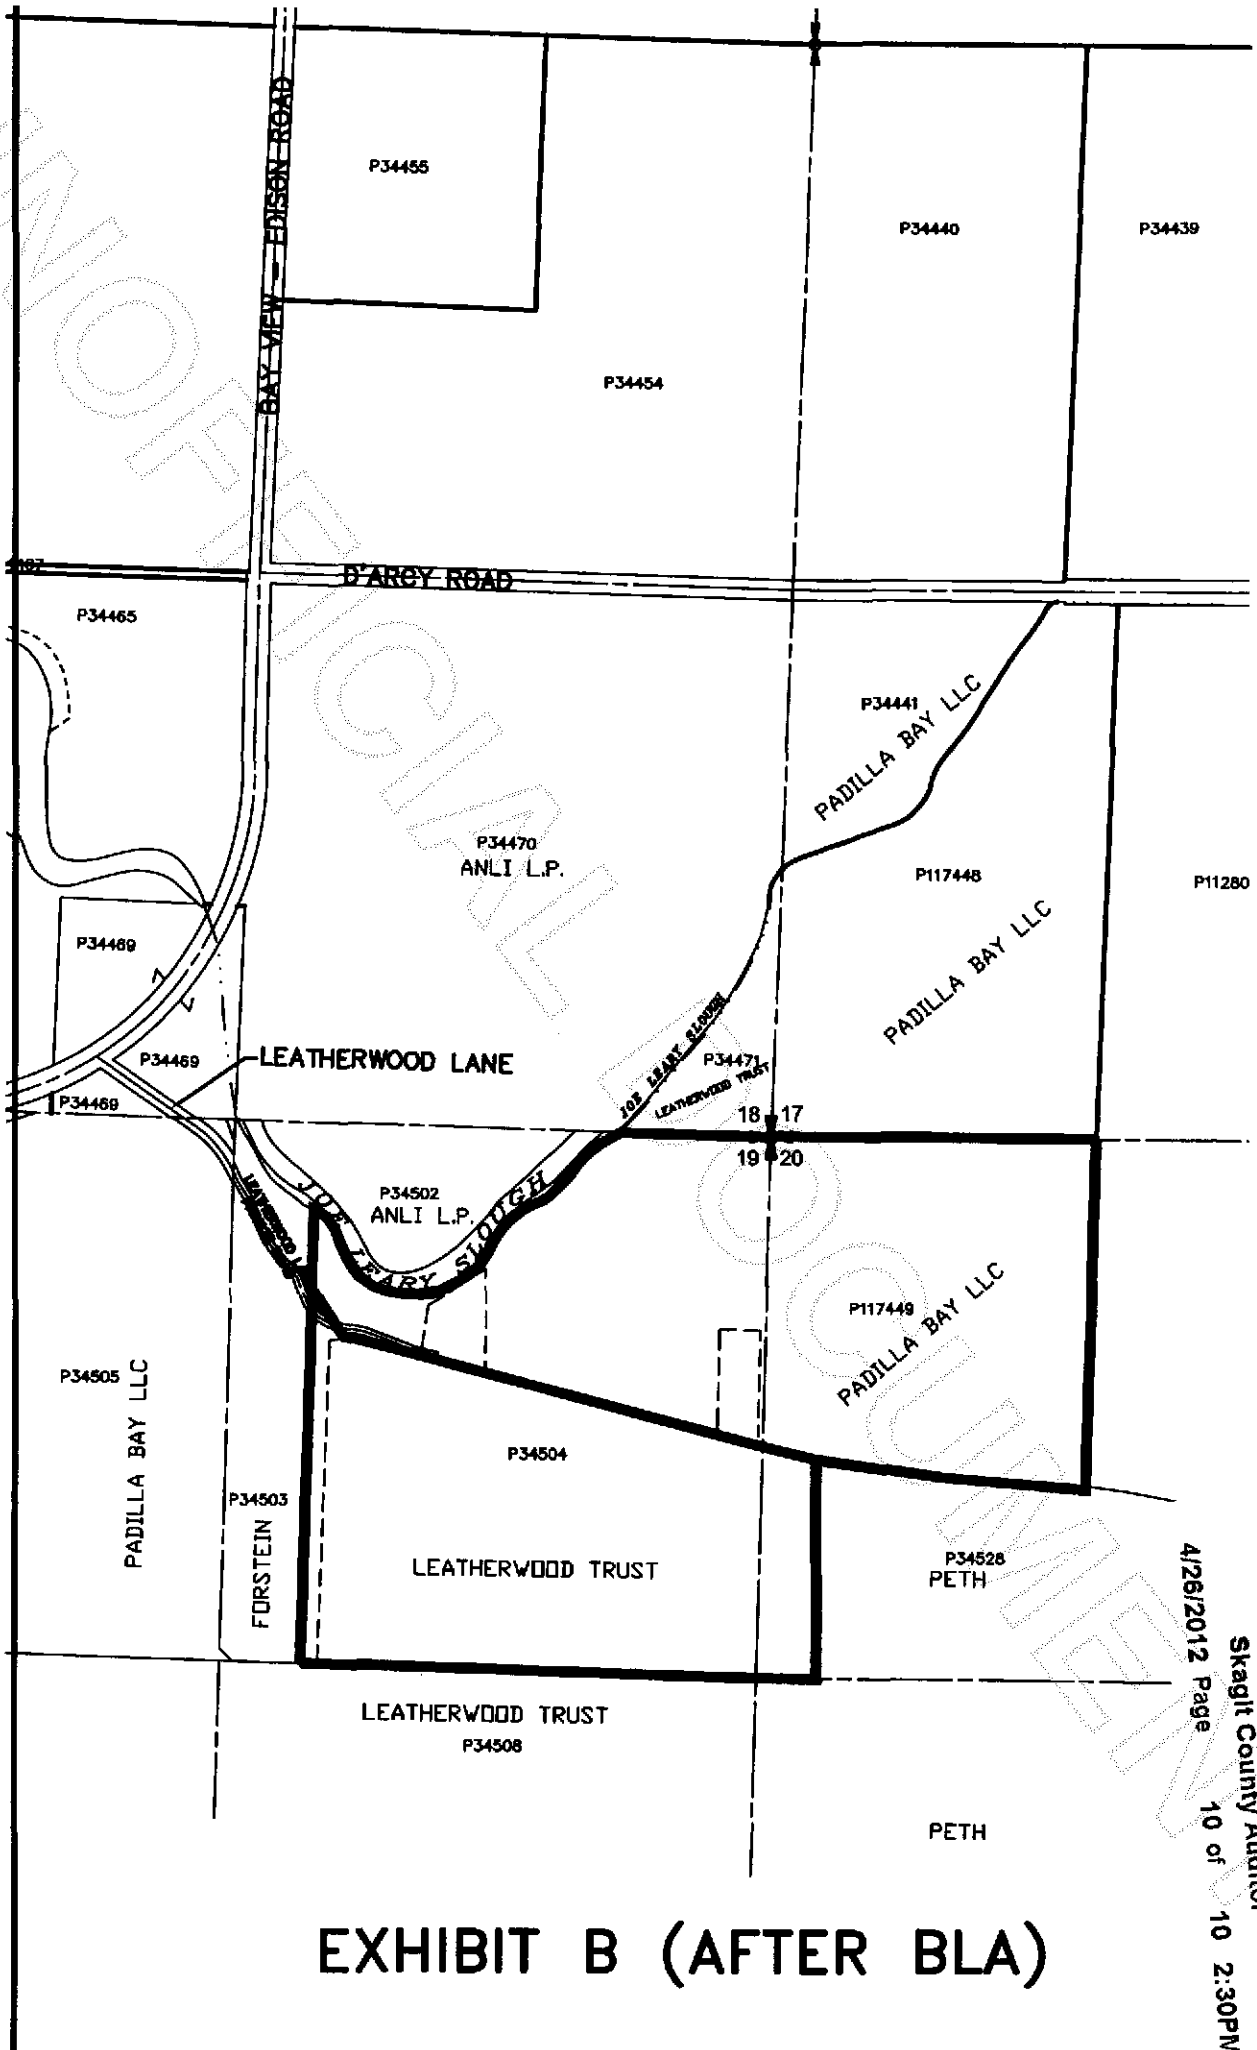 BAY VIEW - EDISON ROAD
P34455
P34440
P34439
P34454
D'ARCY ROAD
P34465
P34441
PADILLA BAY LLC
P34470
ANLI L.P.
P117448
P11280
PADILLA BAY LLC
P34469
P34469
LEATHERWOOD LANE
P34469
JOE LEARY SLOUGH
P34471
LEATHERWOOD TRUST
18 17
19 20
P34502
ANLI L.P.
JOE LEARY SLOUGH
P117449
PADILLA BAY LLC
P34505
PADILLA BAY LLC
P34504
P34503
FORSTEIN
LEATHERWOOD TRUST
P34528
PETH
LEATHERWOOD TRUST
P34508
PETH
EXHIBIT B (AFTER BLA)
Skagit County Auditor
4/26/2012 Page 10 of 10 2:30PM
UNOFFICIAL DOCUMENT